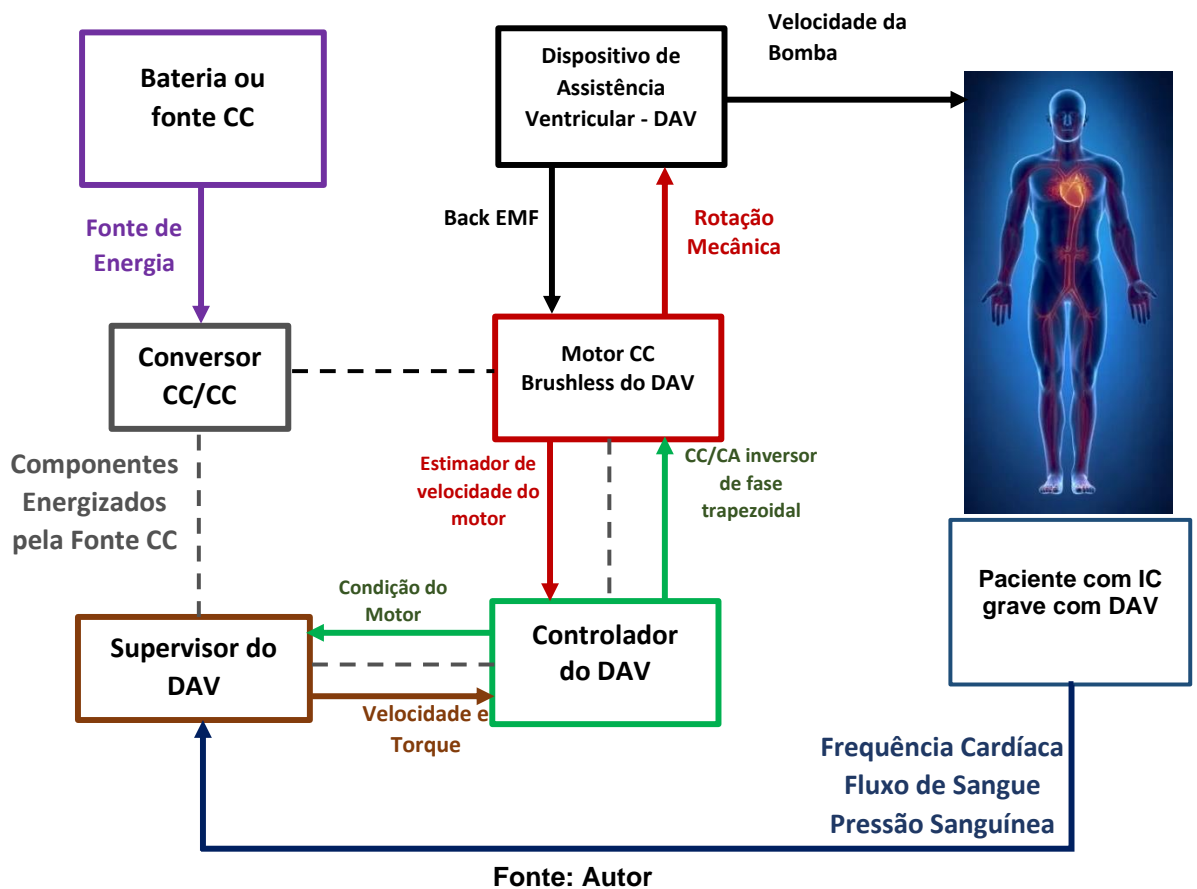 Bateria ou
fonte CC
Dispositivo de
Assistência
Ventricular - DAV
Velocidade da
Bomba
Fonte de
Energia
Back EMF
Rotação
Mecânica
Conversor
CC/CC
Motor CC
Brushless do DAV
Componentes
Energizados
pela Fonte CC
Estimador de
velocidade do
motor
CC/CA inversor
de fase
trapezoidal
Condição do
Motor
Supervisor do
DAV
Controlador
do DAV
Velocidade e
Torque
Paciente com IC
grave com DAV
Frequência Cardíaca
Fluxo de Sangue
Pressão Sanguínea
Fonte: Autor